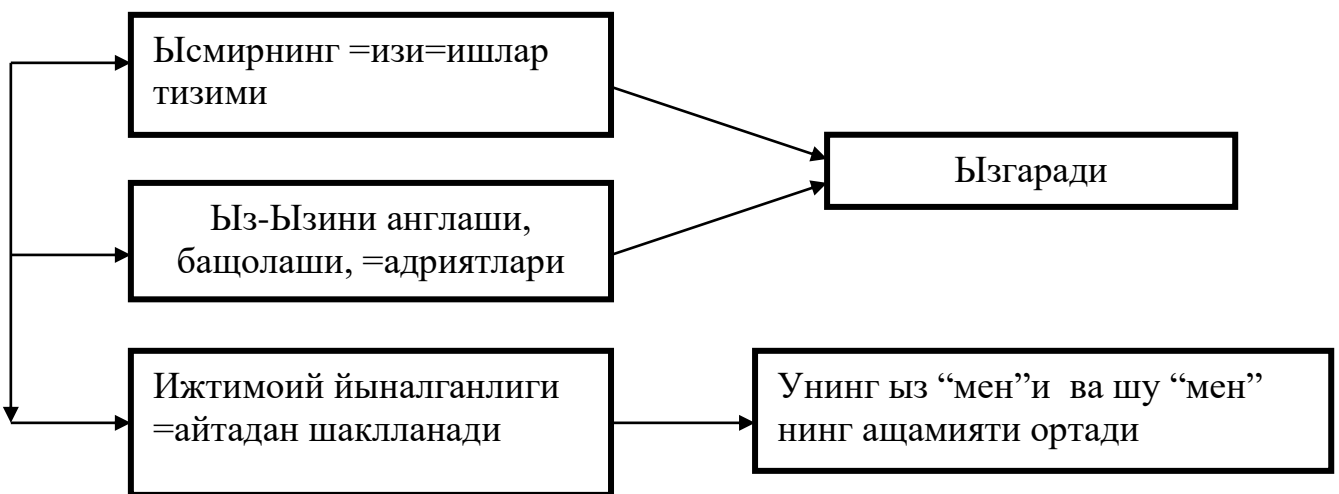 Ысмирнинг =изи=ишлар
тизими
Ызгаради
Ыз-Ызини англаши,
бащолаши, =адриятлари
Ижтимоий йыналганлиги
=айтадан шаклланади
Унинг ыз “мен”и ва шу “мен”
нинг ащамияти ортади